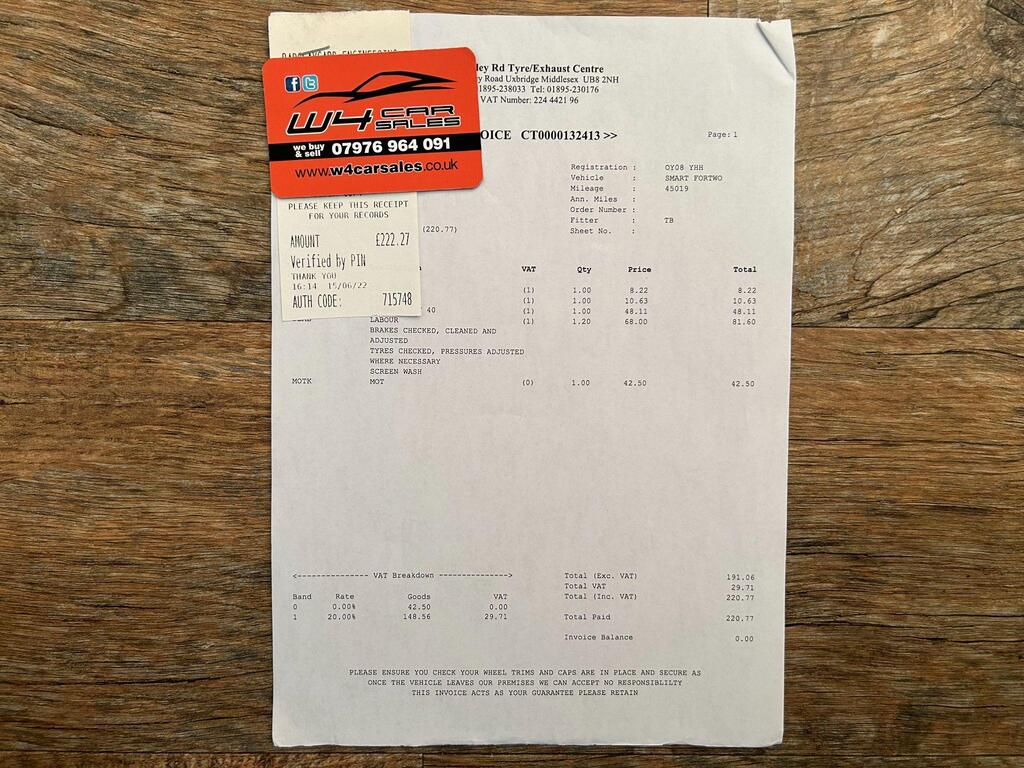 ley Rd Tyre/Exhaust Centre
Road Uxbridge Middlesex UB8 2NH
1895-238033 Tel: 01895-230176
VAT Number: 224 4421 96
W4 CAR SALES
we buy & sell 07976 964 091
www.w4carsales.co.uk
OICE CT0000132413 >>
Page: 1
Registration : OY08 YHH
Vehicle : SMART FORTWO
Mileage : 45019
Ann. Miles :
Order Number :
Fitter : TB
Sheet No. :
(220.77)
PLEASE KEEP THIS RECEIPT
FOR YOUR RECORDS
AMOUNT £222.27
Verified by PIN
THANK YOU
16:14 15/06/22
AUTH CODE: 715748
VAT Qty Price Total
(1) 1.00 8.22 8.22
(1) 1.00 10.63 10.63
40 (1) 1.00 48.11 48.11
LABOUR (1) 1.20 68.00 81.60
BRAKES CHECKED, CLEANED AND
ADJUSTED
TYRES CHECKED, PRESSURES ADJUSTED
WHERE NECESSARY
SCREEN WASH
MOTK MOT (0) 1.00 42.50 42.50
<--------------- VAT Breakdown --------------->
Band Rate Goods VAT
0 0.00% 42.50 0.00
1 20.00% 148.56 29.71
Total (Exc. VAT) 191.06
Total VAT 29.71
Total (Inc. VAT) 220.77
Total Paid 220.77
Invoice Balance 0.00
PLEASE ENSURE YOU CHECK YOUR WHEEL TRIMS AND CAPS ARE IN PLACE AND SECURE AS
ONCE THE VEHICLE LEAVES OUR PREMISES WE CAN ACCEPT NO RESPONSIBLILTY
THIS INVOICE ACTS AS YOUR GUARANTEE PLEASE RETAIN